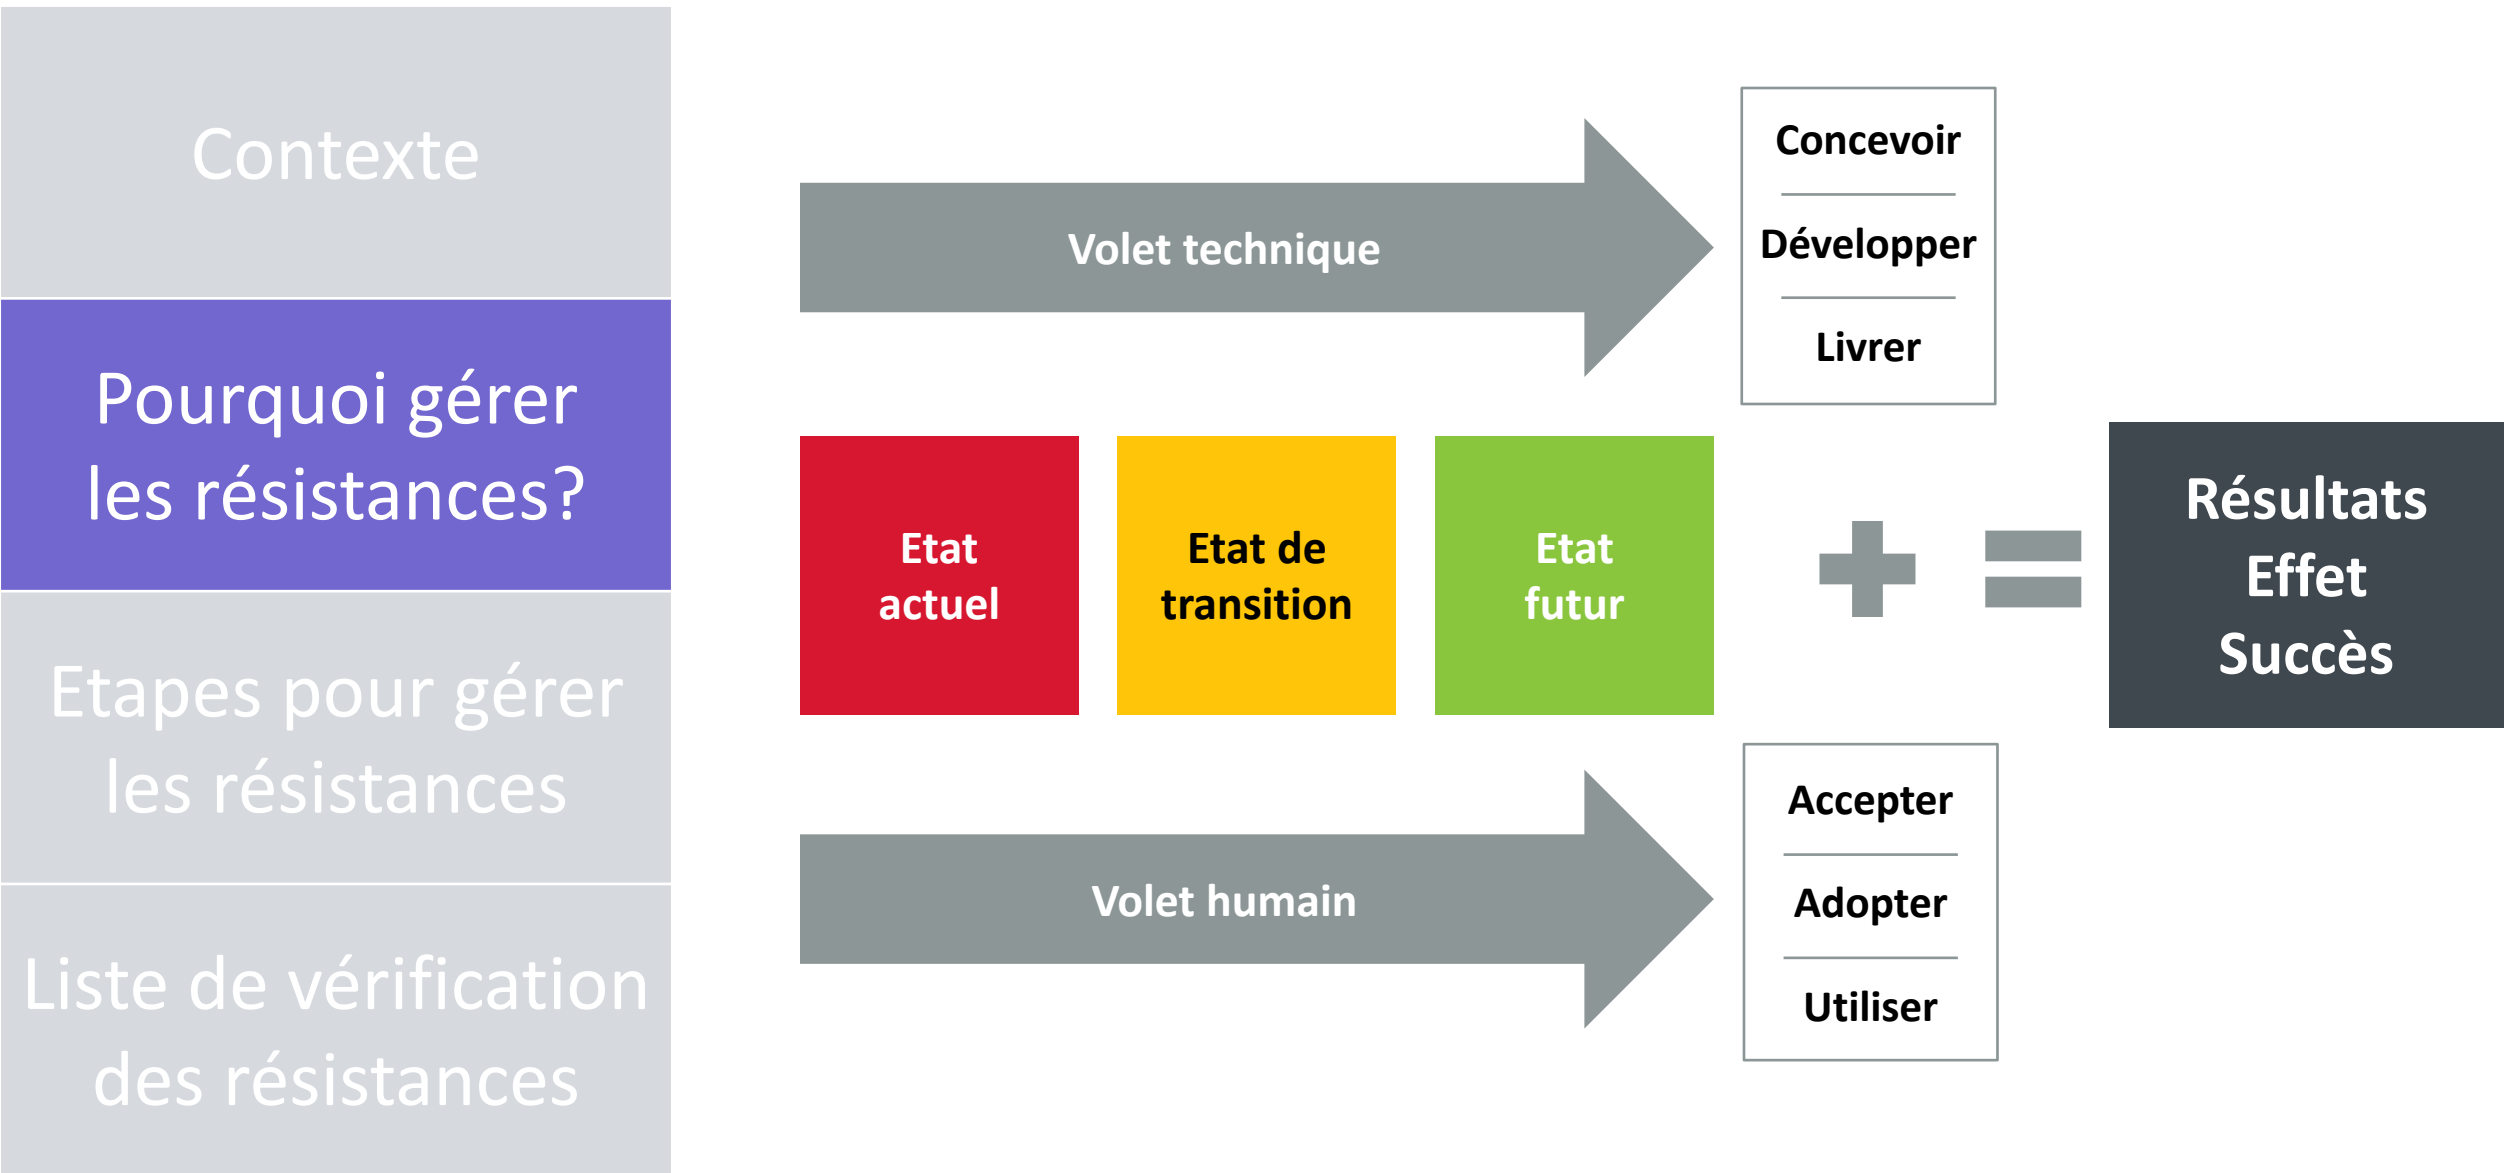 Contexte
Pourquoi gérer
les résistances?
Etapes pour gérer
les résistances
Liste de vérification
des résistances
Volet technique
Concevoir
Développer
Livrer
Etat
actuel
Etat de
transition
Etat
futur
Résultats
Effet
Succès
Volet humain
Accepter
Adopter
Utiliser